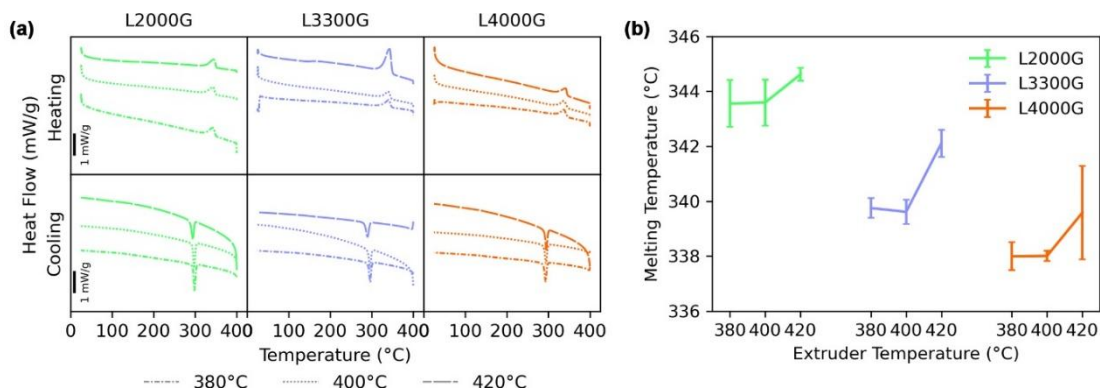 (a)
L2000G L3300G L4000G
Heat Flow (mW/g)
Heating
Cooling
1 mW/g
1 mW/g
0 100 200 300 400 0 100 200 300 400 0 100 200 300 400
Temperature (°C)
380°C 400°C 420°C
(b)
346
344
342
340
338
336
Melting Temperature (°C)
L2000G
L3300G
L4000G
380 400 420 380 400 420 380 400 420
Extruder Temperature (°C)